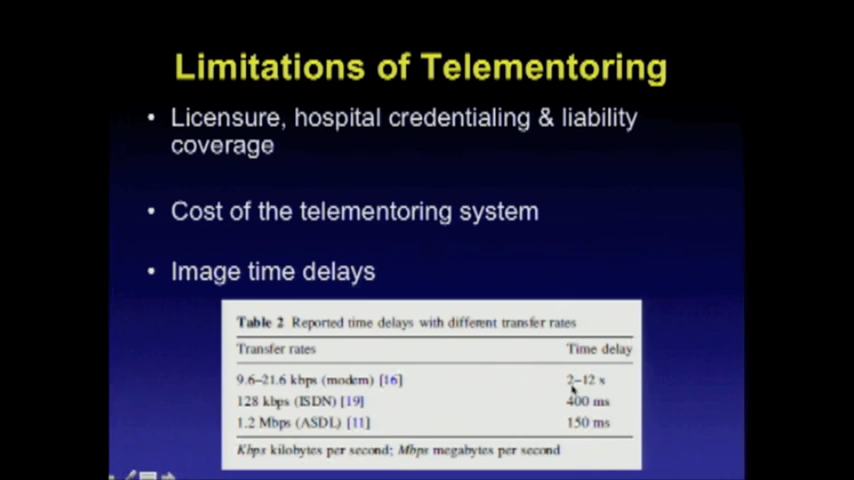 Limitations of Telementoring
• Licensure, hospital credentialing & liability
coverage
• Cost of the telementoring system
• Image time delays
Table 2 Reported time delays with different transfer rates
Transfer rates Time delay
9.6–21.6 kbps (modem) [16] 2–12 s
128 kbps (ISDN) [19] 400 ms
1.2 Mbps (ASDL) [11] 150 ms
Kbps kilobytes per second; Mbps megabytes per second